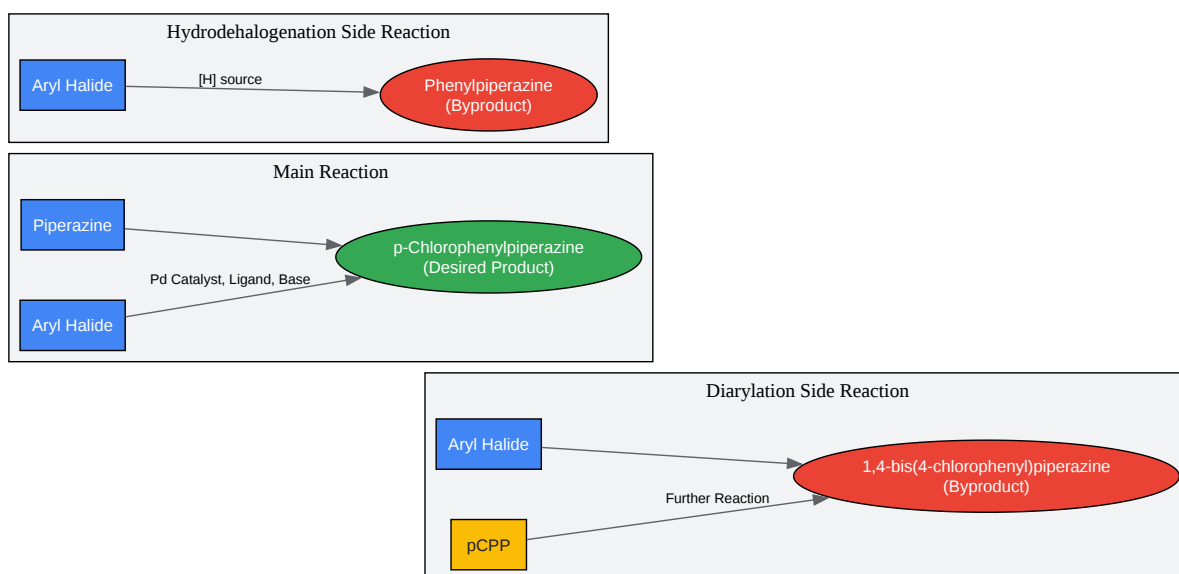 Hydrodehalogenation Side Reaction
Aryl Halide
[H] source
Phenylpiperazine
(Byproduct)
Main Reaction
Piperazine
p-Chlorophenylpiperazine
(Desired Product)
Pd Catalyst, Ligand, Base
Aryl Halide
Diarylation Side Reaction
Aryl Halide
1,4-bis(4-chlorophenyl)piperazine
(Byproduct)
Further Reaction
pCPP